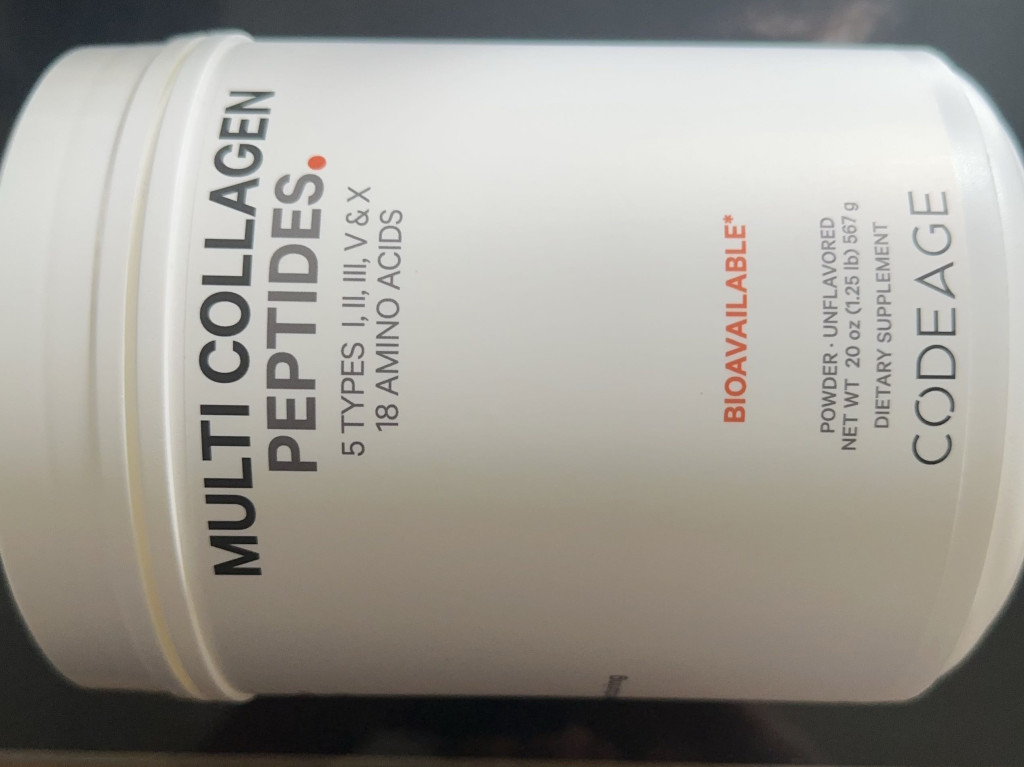 MULTI COLLAGEN
PEPTIDES.
5 TYPES I, II, III, V & X
18 AMINO ACIDS
BIOAVAILABLE*
POWDER · UNFLAVORED
NET WT 20 oz (1.25 lb) 567 g
DIETARY SUPPLEMENT
CODEAGE